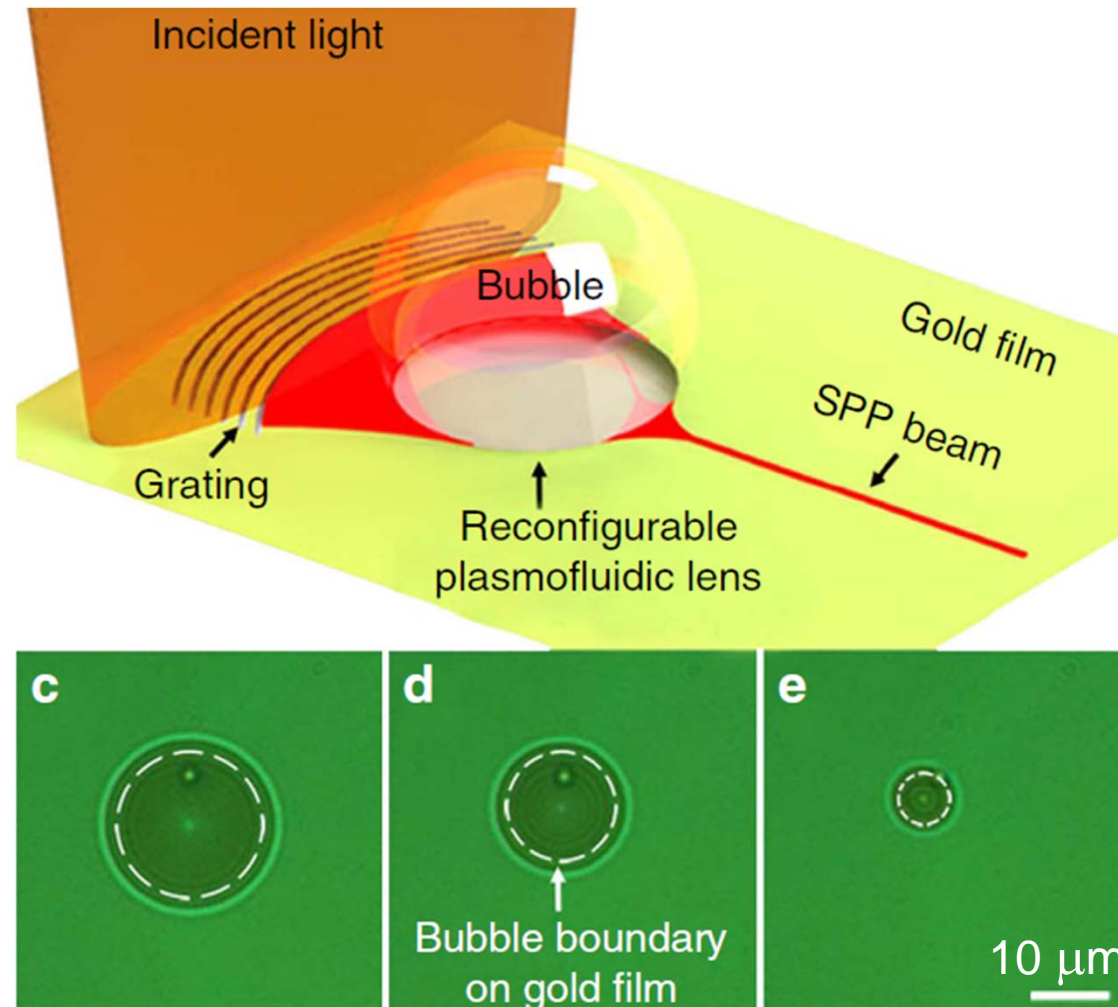 Incident light
Bubble
Gold film
SPP beam
Grating
Reconfigurable
plasmofluidic lens
c
d
e
Bubble boundary
on gold film
10 μm